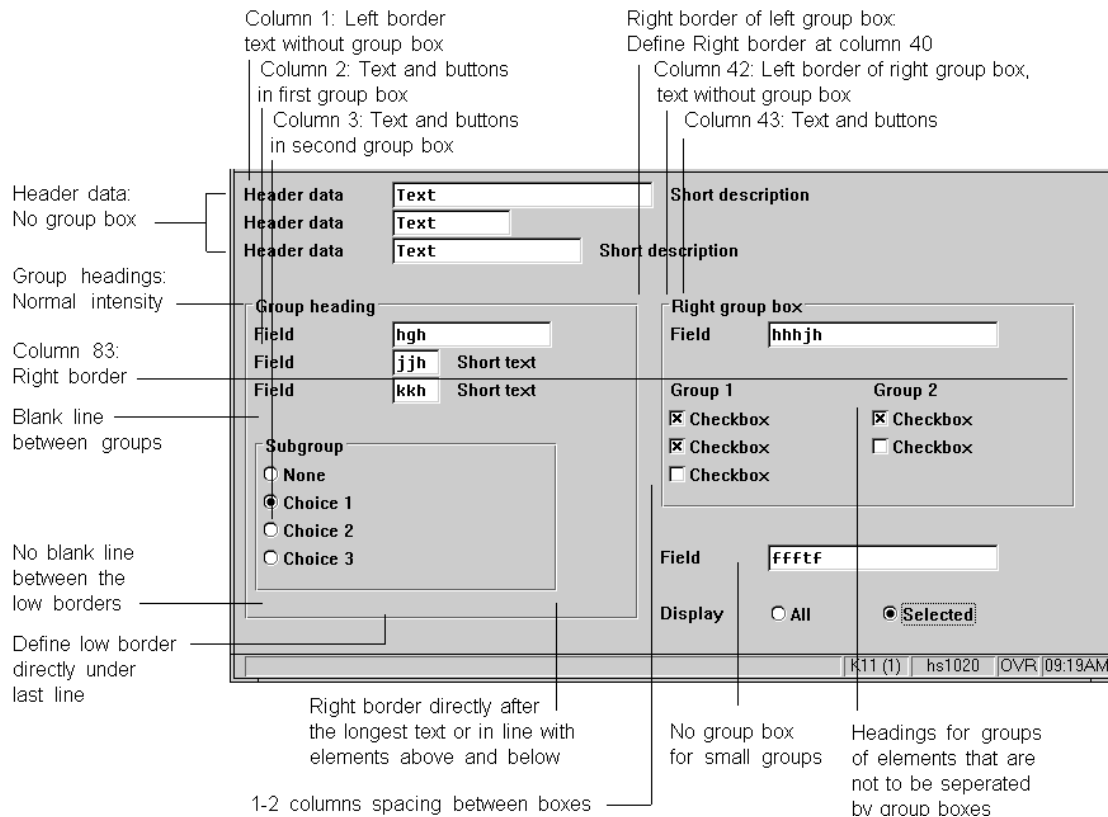 Column 1: Left border
text without group box
Column 2: Text and buttons
in first group box
Column 3: Text and buttons
in second group box
Right border of left group box:
Define Right border at column 40
Column 42: Left border of right group box,
text without group box
Column 43: Text and buttons
Header data:
No group box
Header data Text Short description
Header data Text
Header data Text Short description
Group headings:
Normal intensity
Group heading
Field hgh
Field jjh Short text
Field kkh Short text
Column 83:
Right border
Blank line
between groups
Subgroup
None
Choice 1
Choice 2
Choice 3
Right group box
Field hhhjh
Group 1 Group 2
Checkbox Checkbox
Checkbox Checkbox
Checkbox
Field ffftf
Display All Selected
No blank line
between the
low borders
Define low border
directly under
last line
K11 (1) hs1020 OVR 09:19AM
Right border directly after
the longest text or in line with
elements above and below
No group box
for small groups
Headings for groups
of elements that are
not to be seperated
by group boxes
1-2 columns spacing between boxes